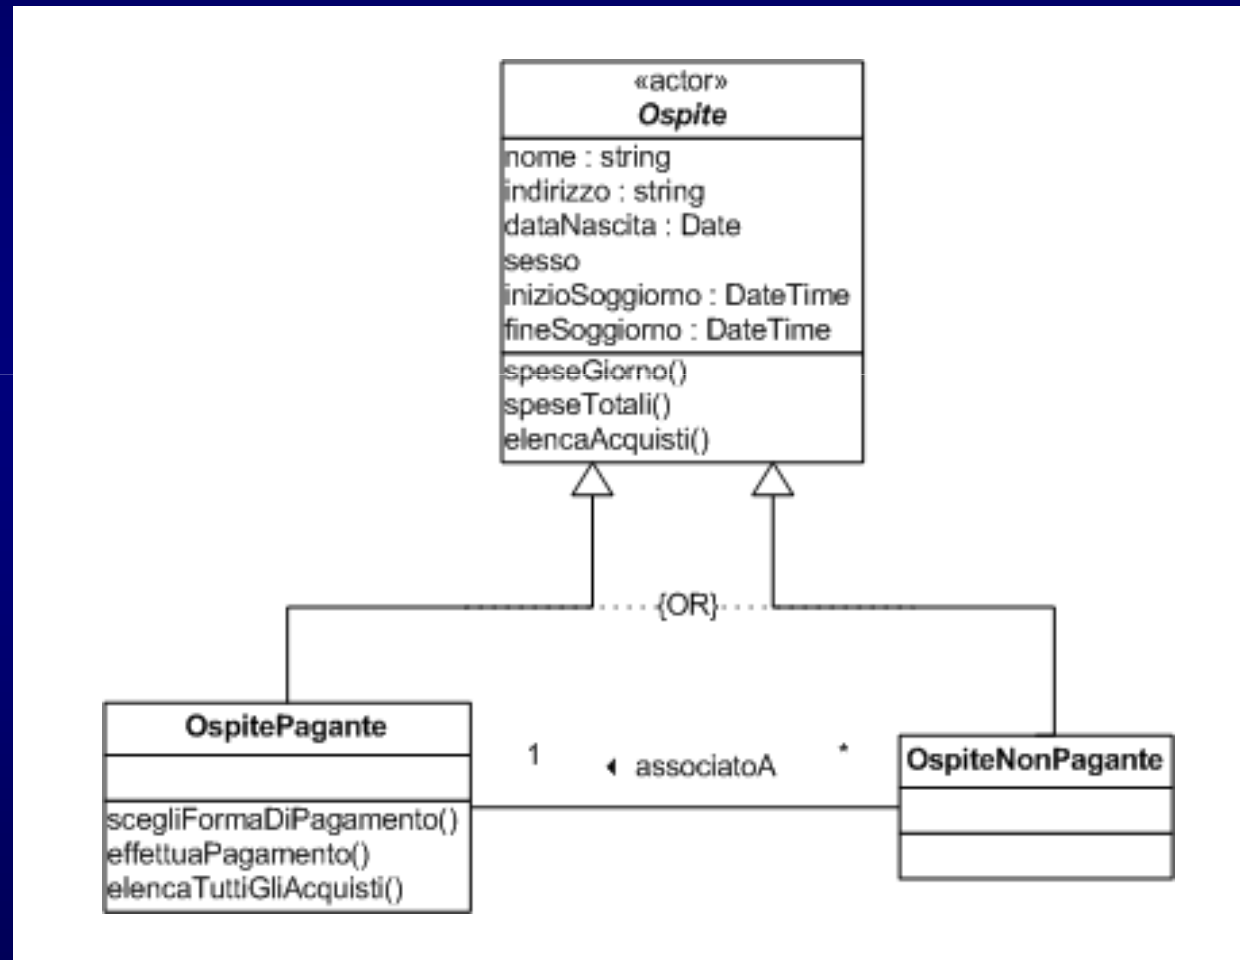 «actor»
Ospite
nome : string
indirizzo : string
dataNascita : Date
sesso
inizioSoggiorno : DateTime
fineSoggiorno : DateTime
speseGiorno()
speseTotali()
elencaAcquisti()
{OR}
OspitePagante
scegliFormaDiPagamento()
effettuaPagamento()
elencaTuttiGliAcquisti()
1 associatoA *
OspiteNonPagante